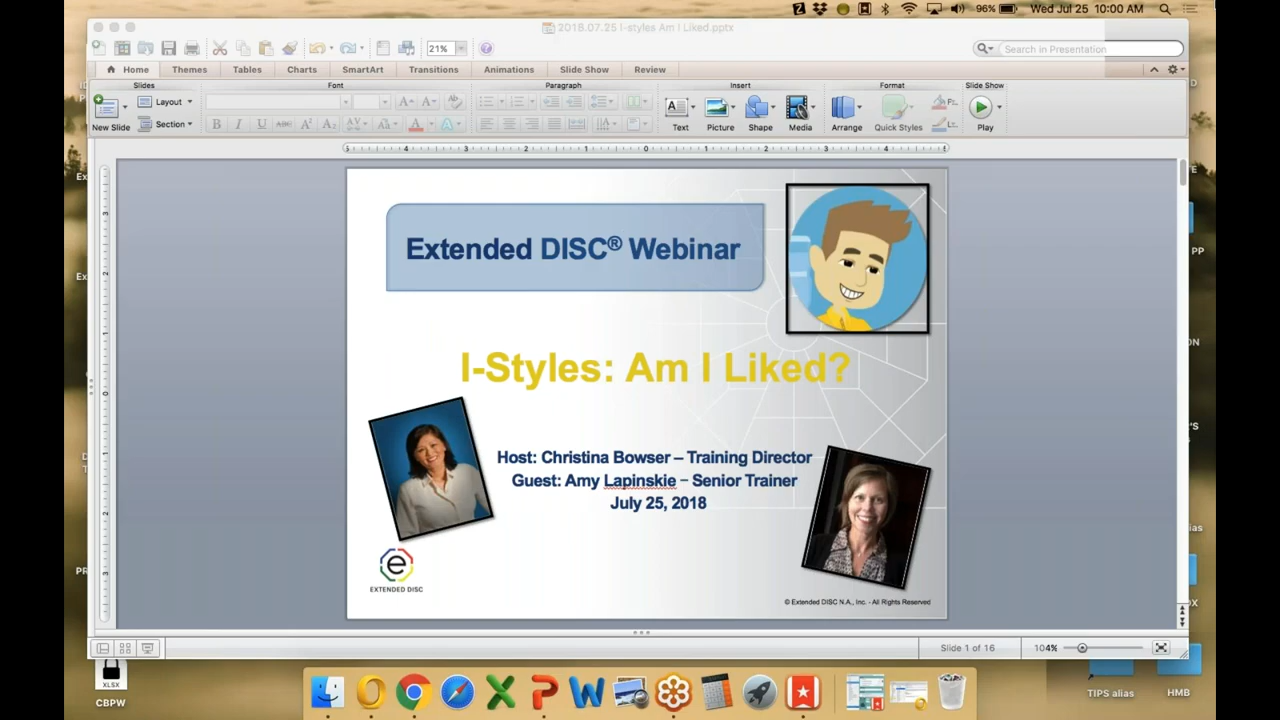 96%
Wed Jul 25 10:00 AM
2018.07.25 I-styles Am I Liked.pptx
21%
Search in Presentation
Home
Themes
Tables
Charts
SmartArt
Transitions
Animations
Slide Show
Review
Slides
Font
Paragraph
Insert
Format
Slide Show
New Slide
Layout
Section
Text
Picture
Shape
Media
Arrange
Quick Styles
Play
Extended DISC® Webinar
I-Styles: Am I Liked?
Host: Christina Bowser – Training Director
Guest: Amy Lapinskie – Senior Trainer
July 25, 2018
EXTENDED DISC
© Extended DISC N.A., Inc. - All Rights Reserved
Slide 1 of 16
104%
XLSX
CBPW
TIPS alias
HMB